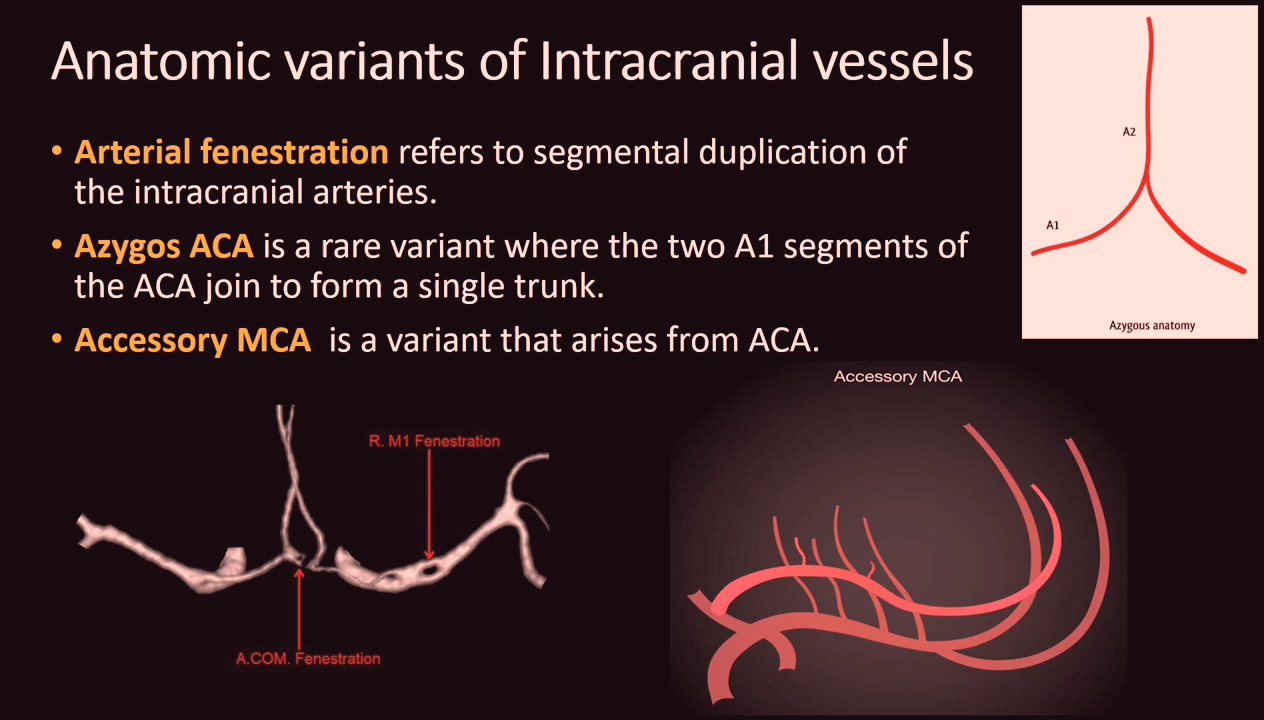 Anatomic variants of Intracranial vessels
• Arterial fenestration refers to segmental duplication of
the intracranial arteries.
• Azygos ACA is a rare variant where the two A1 segments of
the ACA join to form a single trunk.
• Accessory MCA is a variant that arises from ACA.
A2
A1
Azygous anatomy
R. M1 Fenestration
A.COM. Fenestration
Accessory MCA